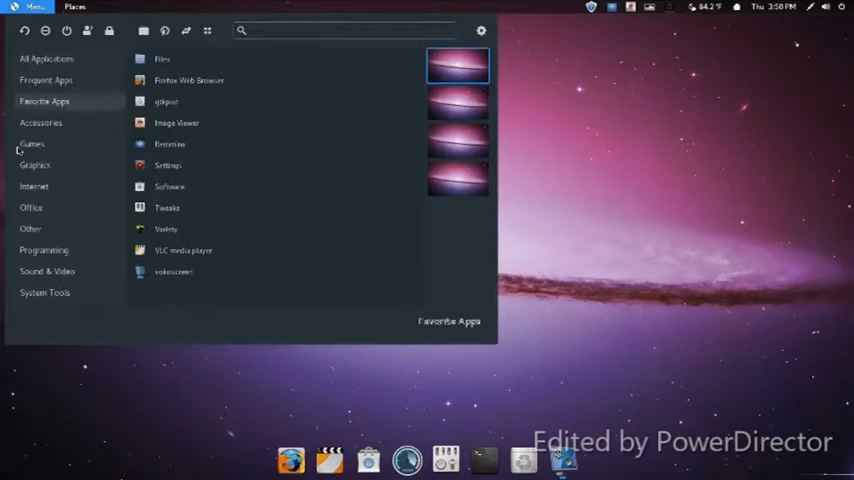 Menu Places 84.2 °F Thu 3:50 PM
All Applications
Frequent Apps
Favorite Apps
Accessories
Games
Graphics
Internet
Office
Other
Programming
Sound & Video
System Tools
Files
Firefox Web Browser
gtkpod
Image Viewer
Remmina
Settings
Software
Tweaks
Variety
VLC media player
vokoscreen
Favorite Apps
Edited by PowerDirector